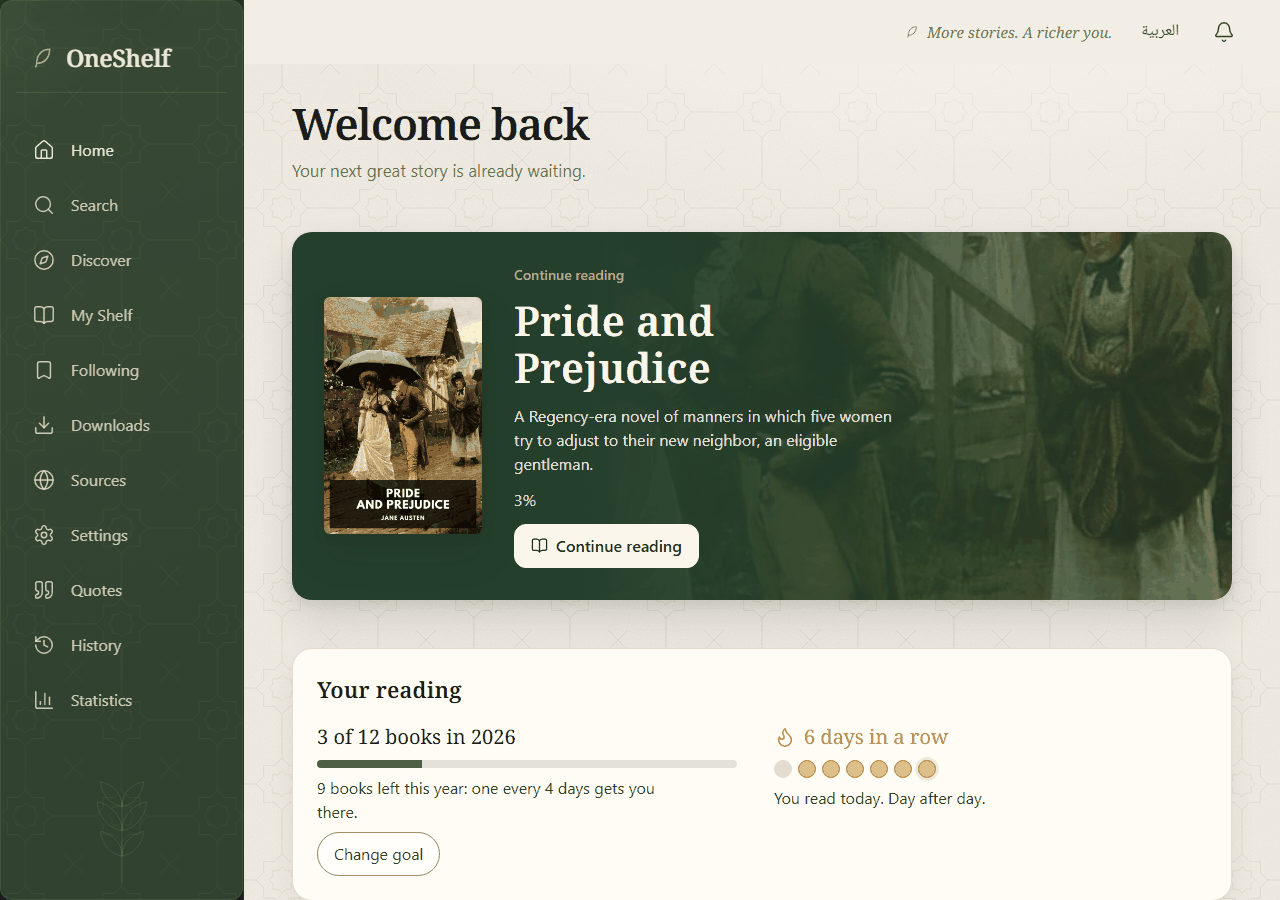 OneShelf
Home
Search
Discover
My Shelf
Following
Downloads
Sources
Settings
Quotes
History
Statistics
More stories. A richer you.
العربية
Welcome back
Your next great story is already waiting.
PRIDE
AND PREJUDICE
JANE AUSTEN
Continue reading
Pride and
Prejudice
A Regency-era novel of manners in which five women
try to adjust to their new neighbor, an eligible
gentleman.
3%
Continue reading
Your reading
3 of 12 books in 2026
9 books left this year: one every 4 days gets you
there.
Change goal
6 days in a row
You read today. Day after day.